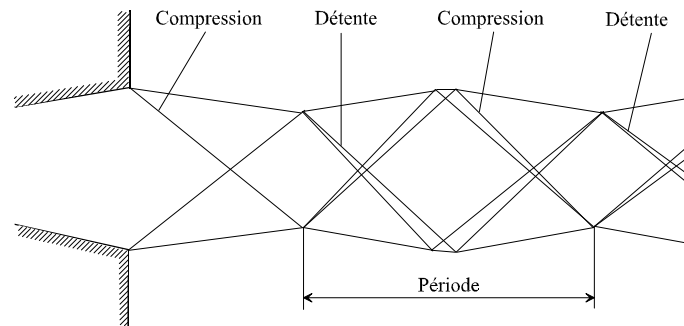 Compression
Détente
Compression
Détente
Période